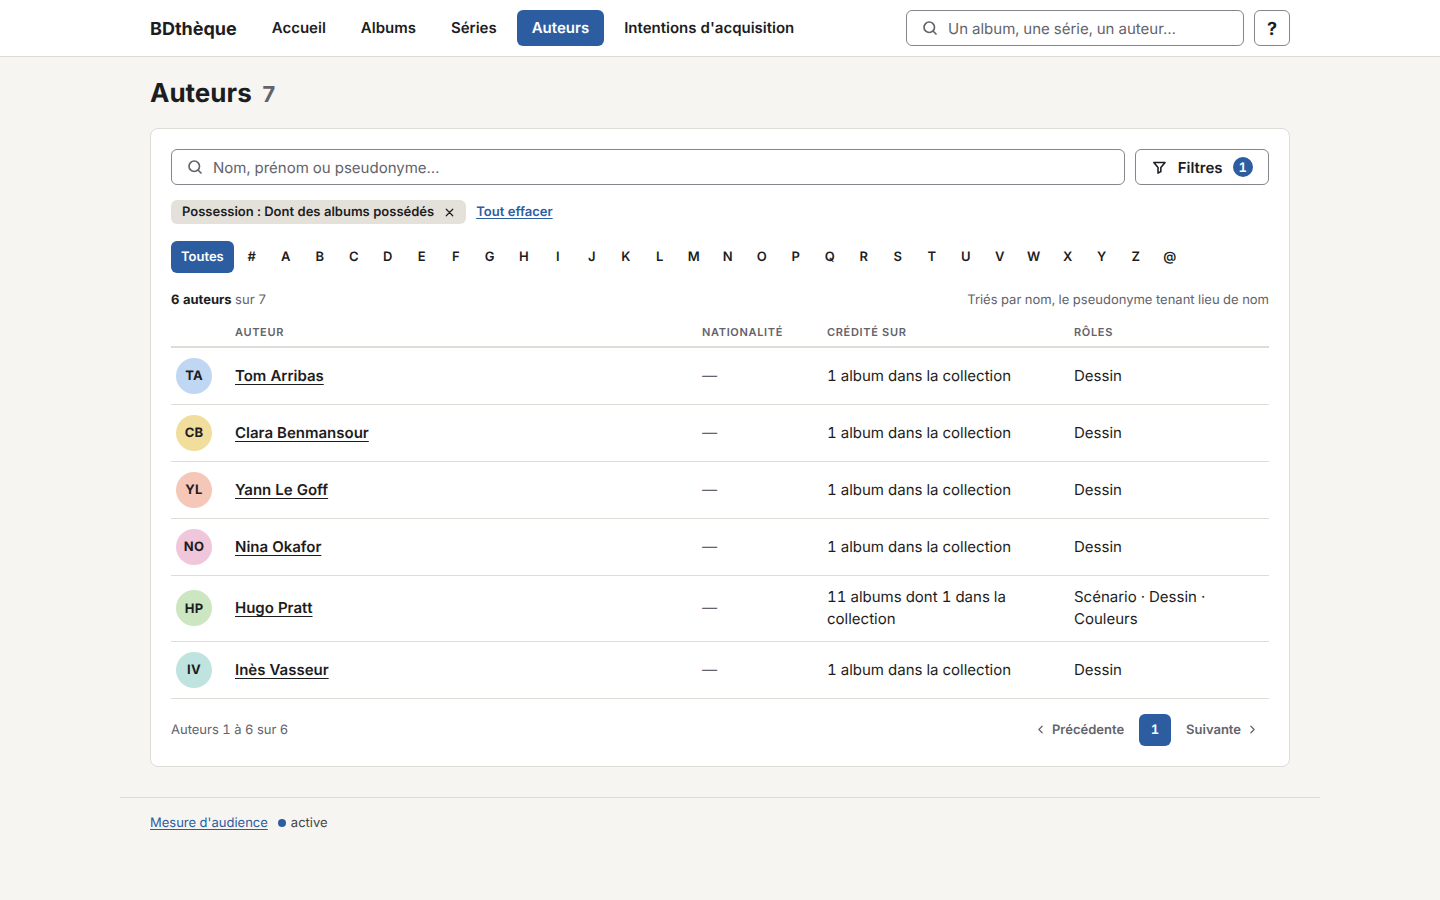 BDthèque Accueil Albums Séries Auteurs Intentions d'acquisition Un album, une série, un auteur... ?
Auteurs 7
Nom, prénom ou pseudonyme... Filtres 1
Possession : Dont des albums possédés × Tout effacer
Toutes # A B C D E F G H I J K L M N O P Q R S T U V W X Y Z @
6 auteurs sur 7 Triés par nom, le pseudonyme tenant lieu de nom
AUTEUR NATIONALITÉ CRÉDITÉ SUR RÔLES
TA Tom Arribas — 1 album dans la collection Dessin
CB Clara Benmansour — 1 album dans la collection Dessin
YL Yann Le Goff — 1 album dans la collection Dessin
NO Nina Okafor — 1 album dans la collection Dessin
HP Hugo Pratt — 11 albums dont 1 dans la collection Scénario · Dessin · Couleurs
IV Inès Vasseur — 1 album dans la collection Dessin
Auteurs 1 à 6 sur 6 Précédente 1 Suivante
Mesure d'audience active